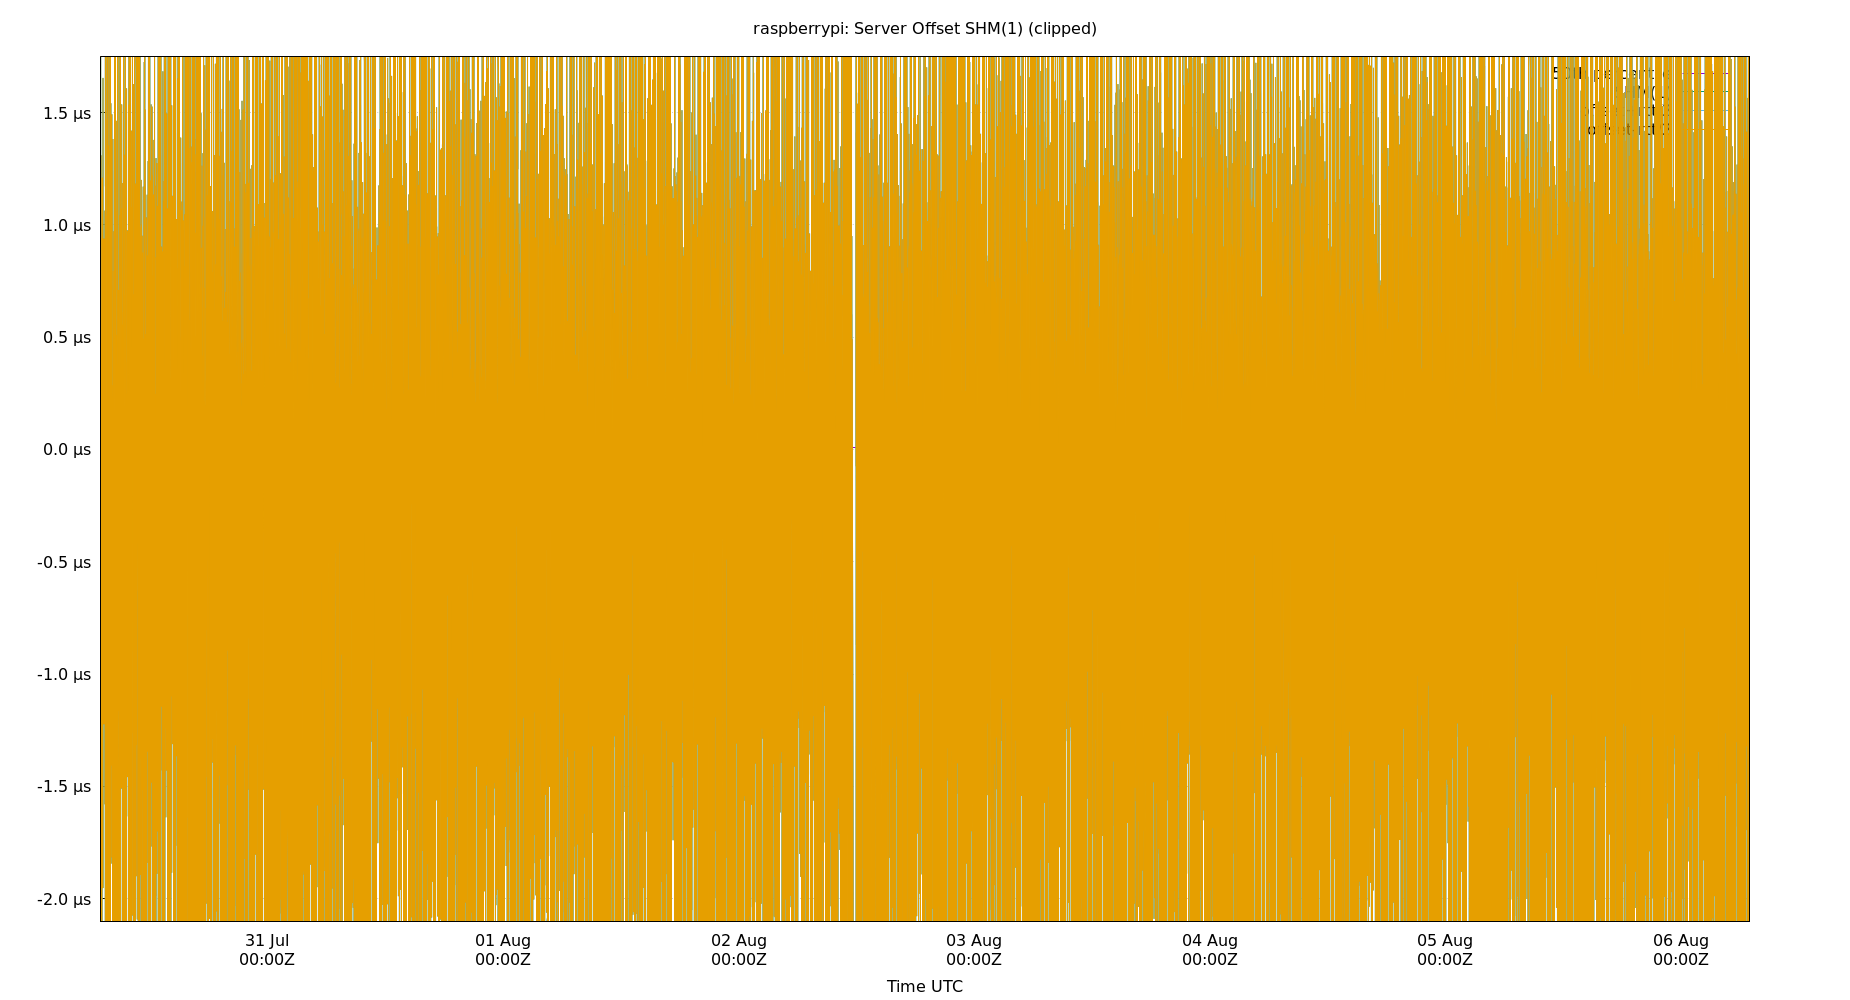 raspberrypi: Server Offset SHM(1) (clipped)
1.5 µs
1.0 µs
0.5 µs
0.0 µs
-0.5 µs
-1.0 µs
-1.5 µs
-2.0 µs
31 Jul
00:00Z
01 Aug
00:00Z
02 Aug
00:00Z
03 Aug
00:00Z
04 Aug
00:00Z
05 Aug
00:00Z
06 Aug
00:00Z
Time UTC